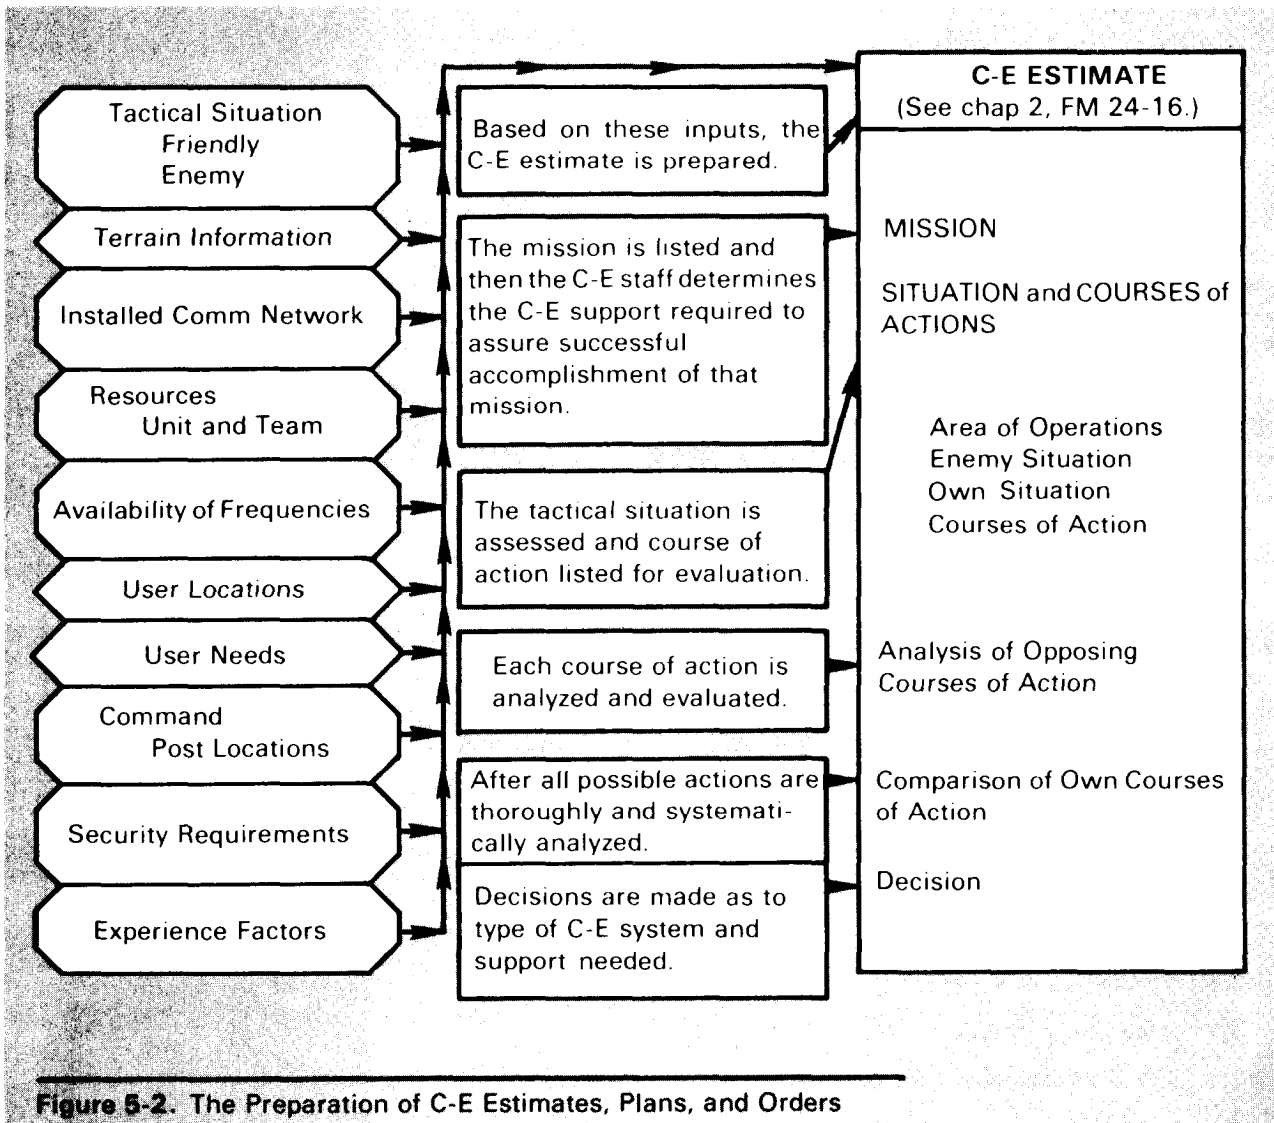 Tactical Situation
Friendly
Enemy
Terrain Information
Installed Comm Network
Resources
Unit and Team
Availability of Frequencies
User Locations
User Needs
Command
Post Locations
Security Requirements
Experience Factors
Based on these inputs, the
C-E estimate is prepared.
The mission is listed and
then the C-E staff determines
the C-E support required to
assure successful
accomplishment of that
mission.
The tactical situation is
assessed and course of
action listed for evaluation.
Each course of action is
analyzed and evaluated.
After all possible actions are
thoroughly and systemati-
cally analyzed.
Decisions are made as to
type of C-E system and
support needed.
C-E ESTIMATE
(See chap 2, FM 24-16.)
MISSION
SITUATION and COURSES of
ACTIONS
Area of Operations
Enemy Situation
Own Situation
Courses of Action
Analysis of Opposing
Courses of Action
Comparison of Own Courses
of Action
Decision
Figure 5-2. The Preparation of C-E Estimates, Plans, and Orders